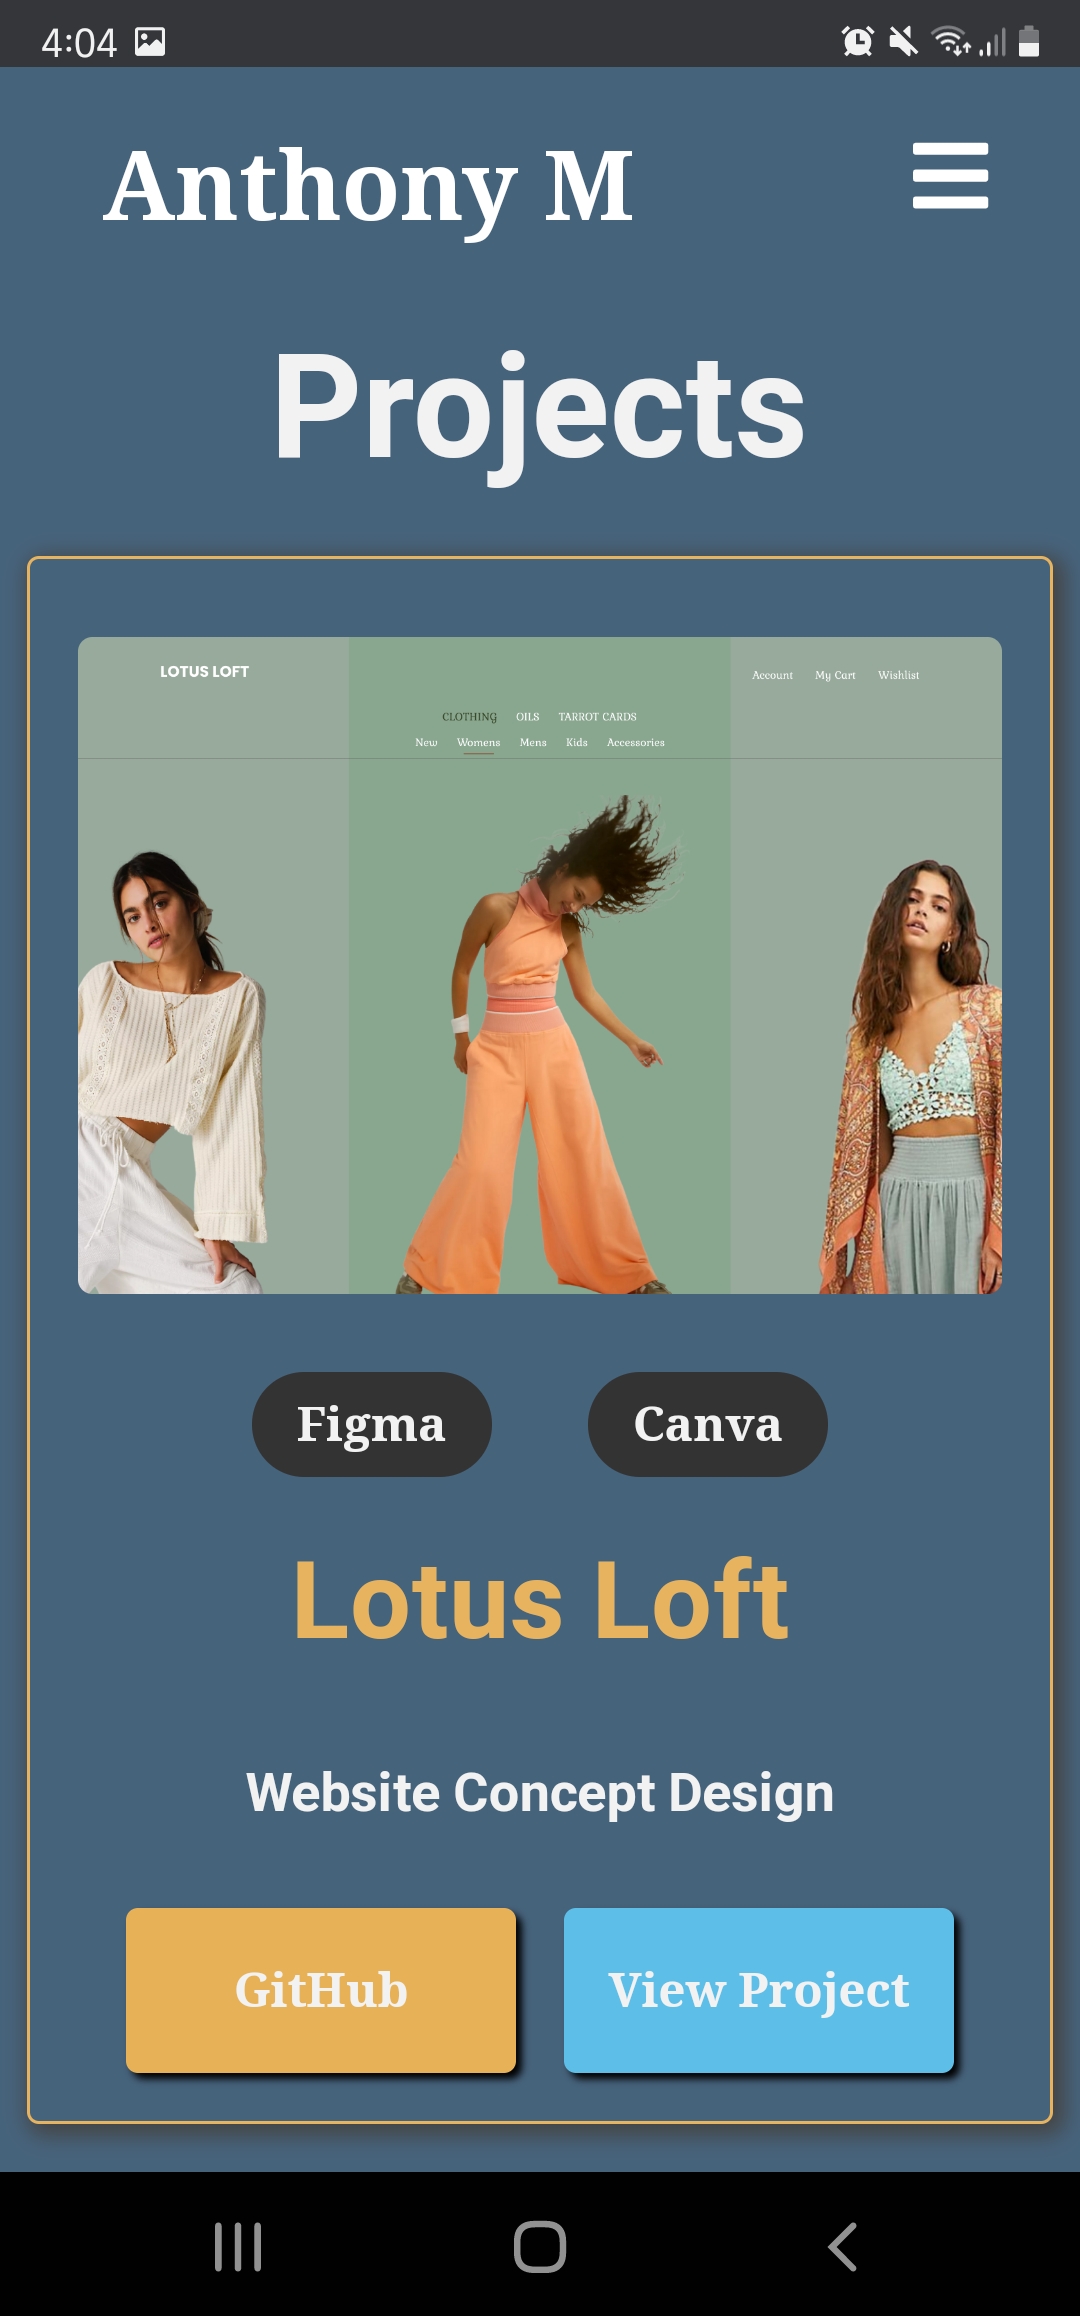 4:04
Anthony M
Projects
LOTUS LOFT
Account My Cart Wishlist
CLOTHING OILS TARROT CARDS
New Womens Mens Kids Accessories
Figma Canva
Lotus Loft
Website Concept Design
GitHub View Project